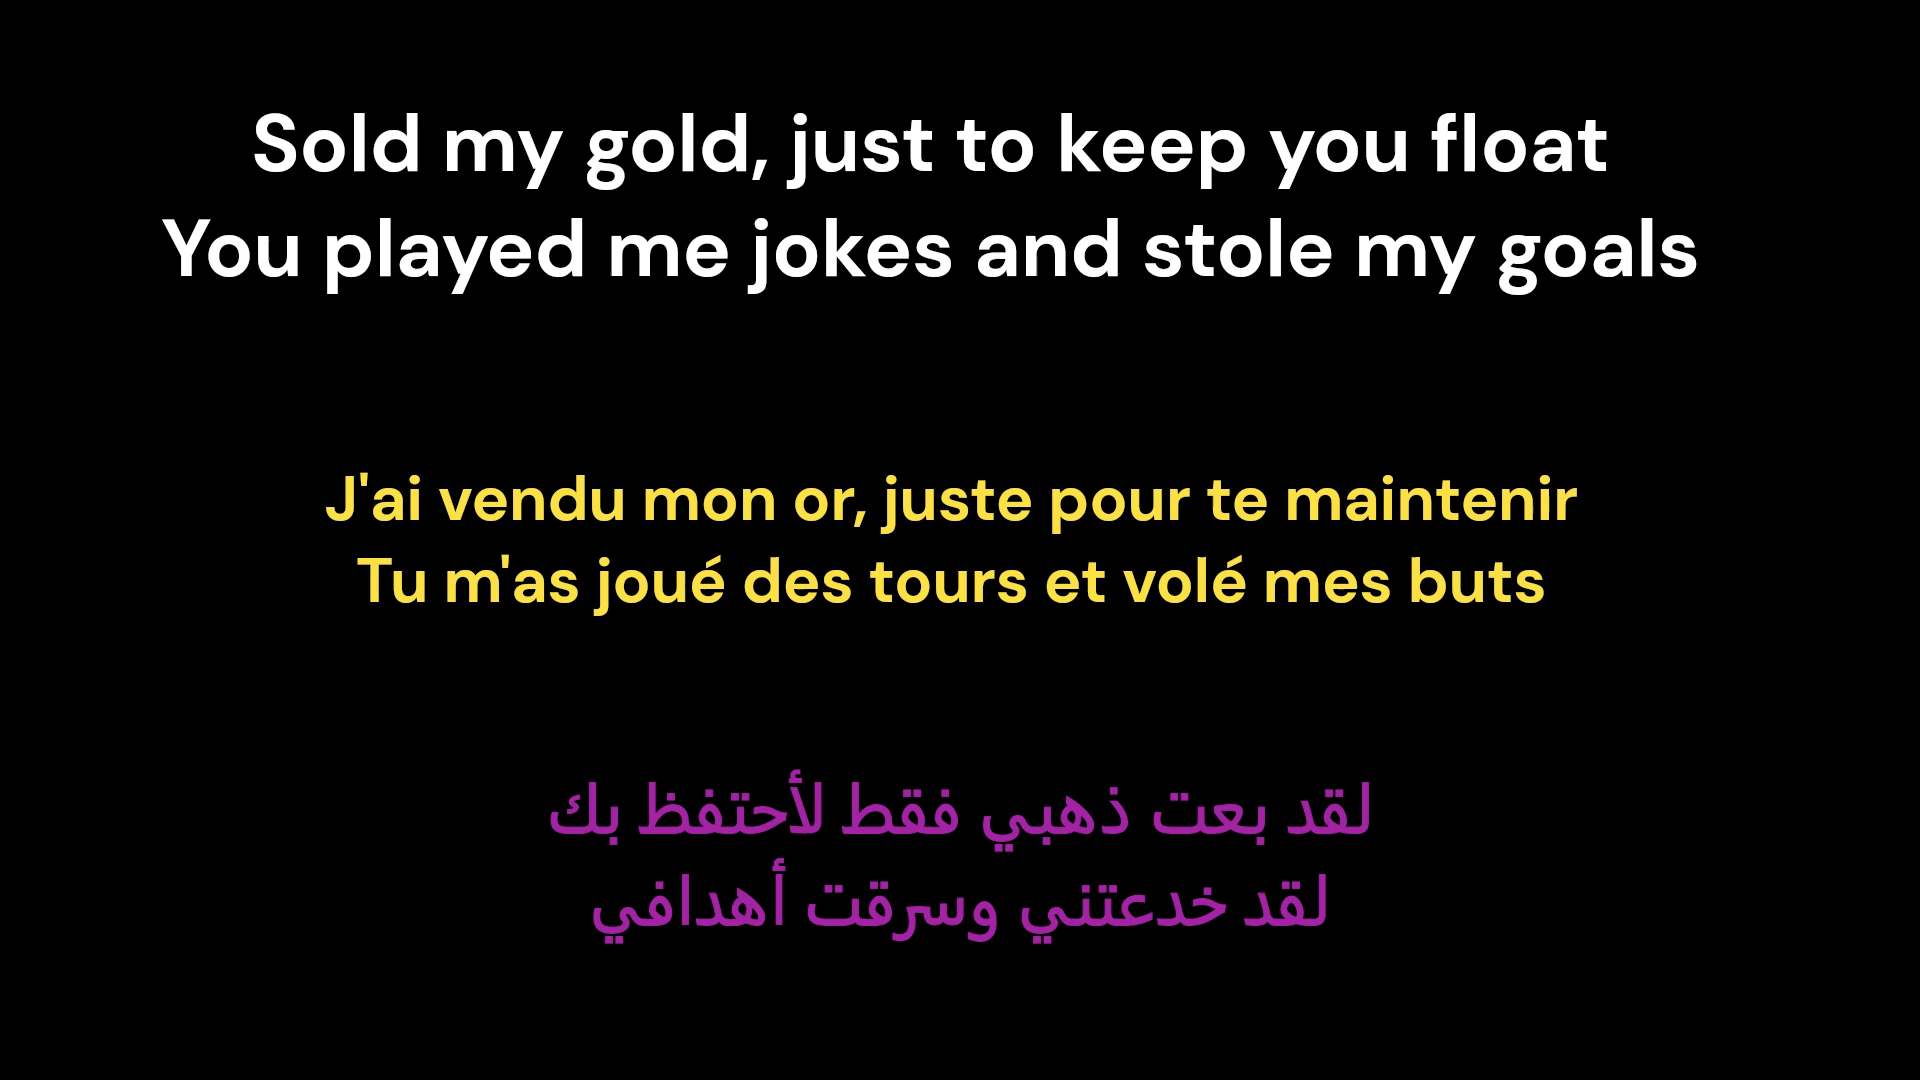 Sold my gold, just to keep you float
You played me jokes and stole my goals
J'ai vendu mon or, juste pour te maintenir
Tu m'as joué des tours et volé mes buts
لقد بعت ذهبي فقط لأحتفظ بك
لقد خدعتني وسرقت أهدافي